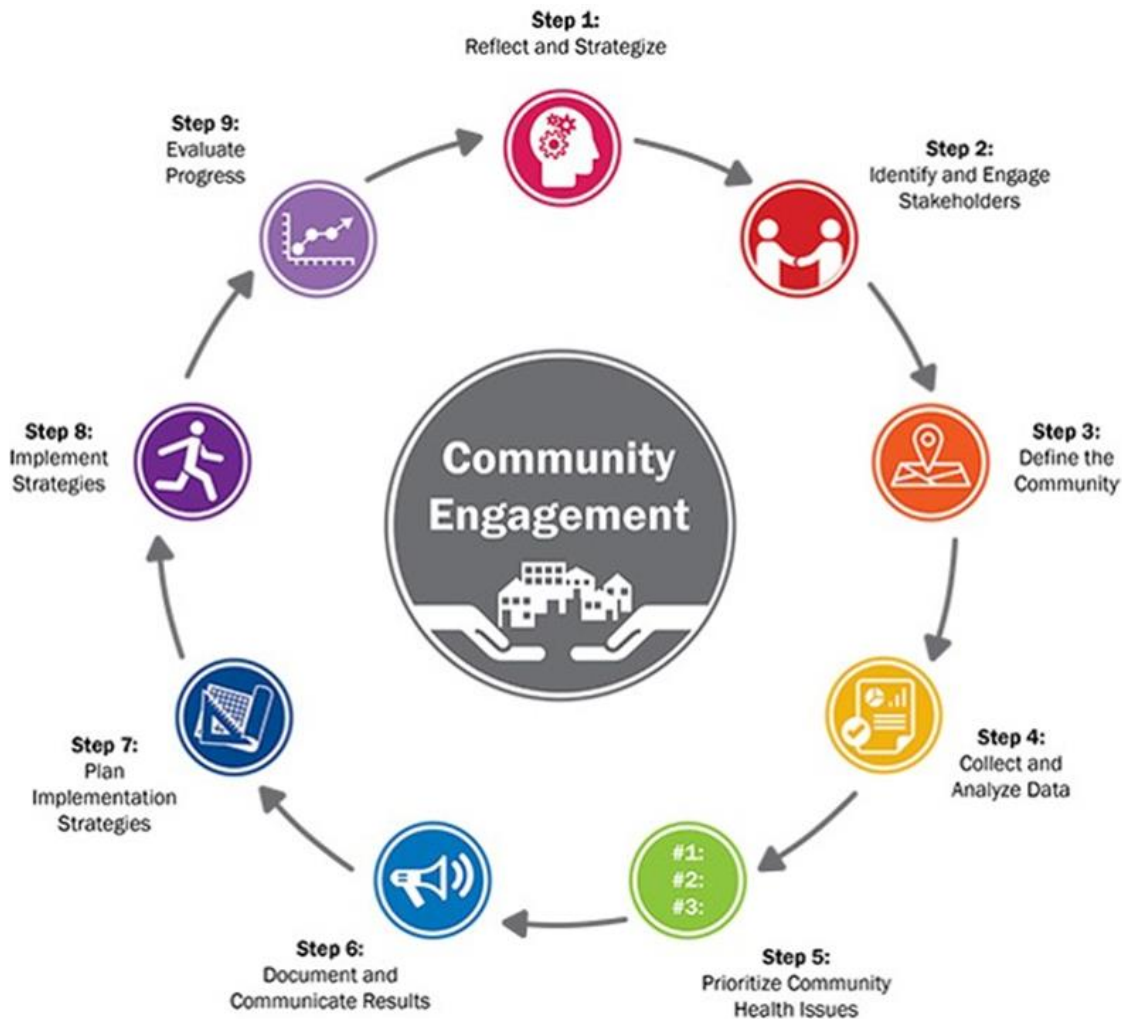 Step 1:
Reflect and Strategize
Step 2:
Identify and Engage
Stakeholders
Step 3:
Define the
Community
Step 4:
Collect and
Analyze Data
Step 5:
Prioritize Community
Health Issues
#1:
#2:
#3:
Step 6:
Document and
Communicate Results
Step 7:
Plan
Implementation
Strategies
Step 8:
Implement
Strategies
Step 9:
Evaluate
Progress
Community
Engagement